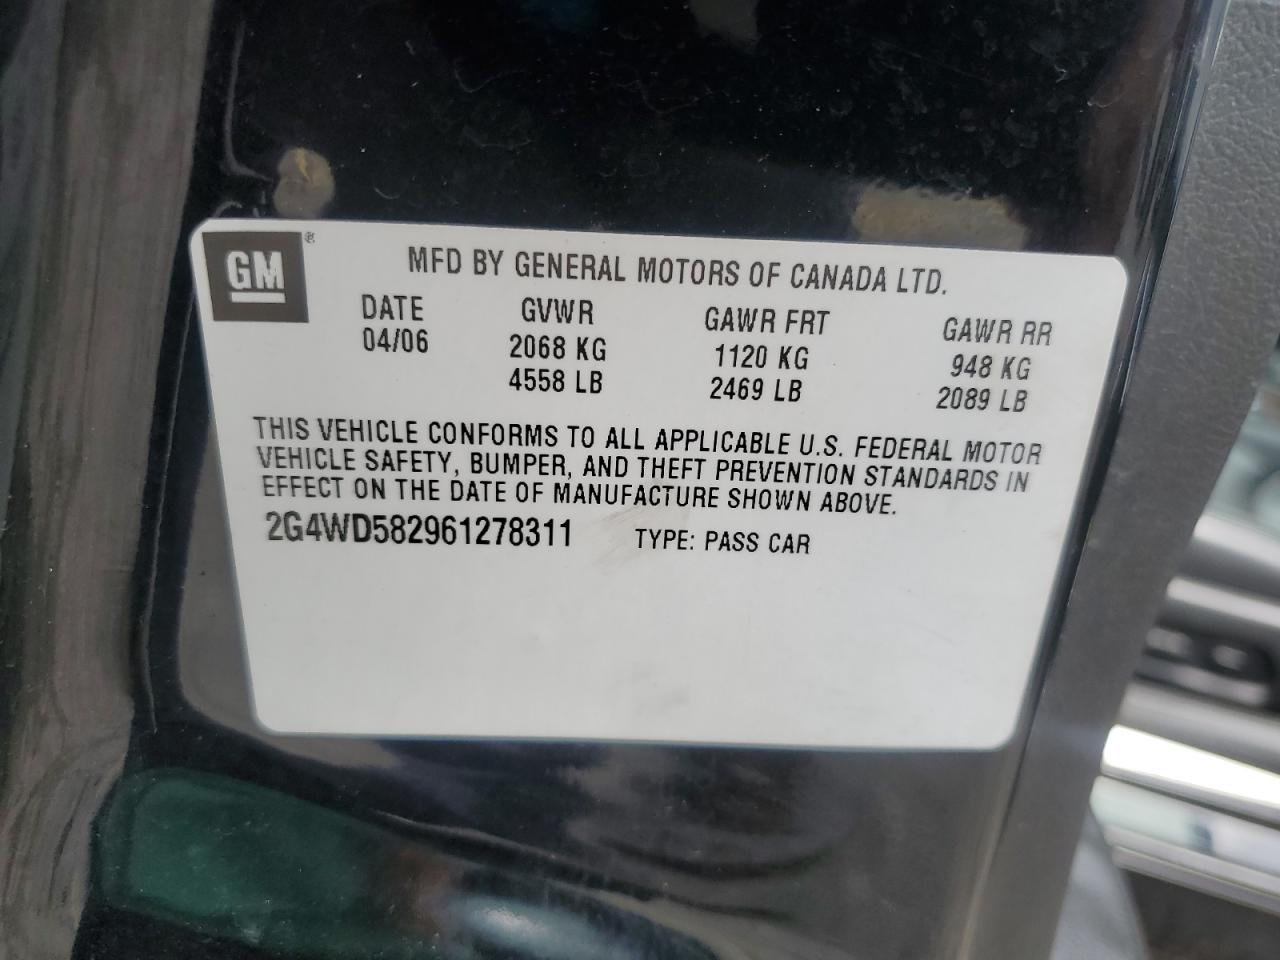 GM®
MFD BY GENERAL MOTORS OF CANADA LTD.
DATE GVWR GAWR FRT GAWR RR
04/06 2068 KG 1120 KG 948 KG
4558 LB 2469 LB 2089 LB
THIS VEHICLE CONFORMS TO ALL APPLICABLE U.S. FEDERAL MOTOR
VEHICLE SAFETY, BUMPER, AND THEFT PREVENTION STANDARDS IN
EFFECT ON THE DATE OF MANUFACTURE SHOWN ABOVE.
2G4WD582961278311 TYPE: PASS CAR